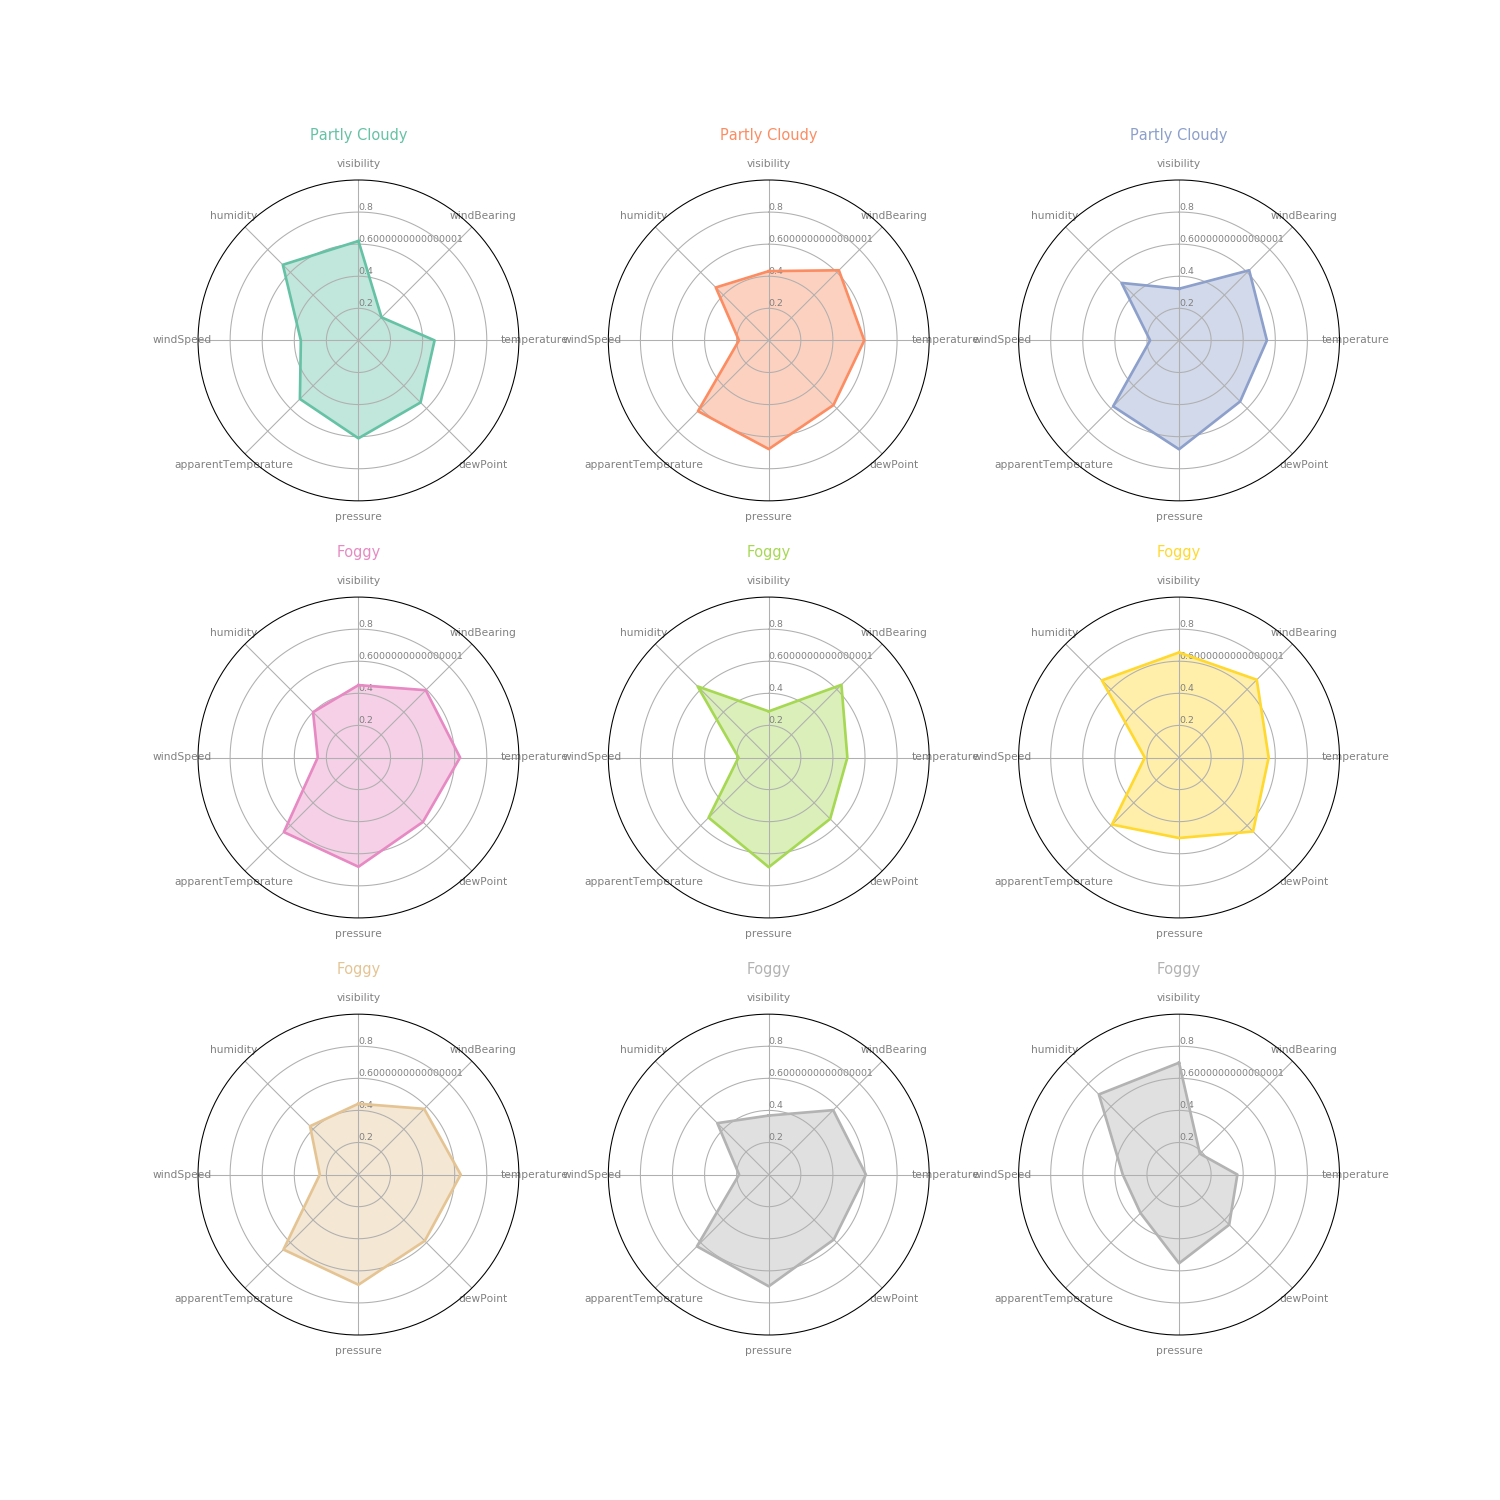 Partly Cloudy
visibility
humidity
windBearing
0.8
0.6000000000000001
0.4
0.2
windSpeed
temperature
apparentTemperature
dewPoint
pressure
Partly Cloudy
visibility
humidity
windBearing
0.8
0.6000000000000001
0.4
0.2
windSpeed
temperature
apparentTemperature
dewPoint
pressure
Partly Cloudy
visibility
humidity
windBearing
0.8
0.6000000000000001
0.4
0.2
windSpeed
temperature
apparentTemperature
dewPoint
pressure
Foggy
visibility
humidity
windBearing
0.8
0.6000000000000001
0.4
0.2
windSpeed
temperature
apparentTemperature
dewPoint
pressure
Foggy
visibility
humidity
windBearing
0.8
0.6000000000000001
0.4
0.2
windSpeed
temperature
apparentTemperature
dewPoint
pressure
Foggy
visibility
humidity
windBearing
0.8
0.6000000000000001
0.4
0.2
windSpeed
temperature
apparentTemperature
dewPoint
pressure
Foggy
visibility
humidity
windBearing
0.8
0.6000000000000001
0.4
0.2
windSpeed
temperature
apparentTemperature
dewPoint
pressure
Foggy
visibility
humidity
windBearing
0.8
0.6000000000000001
0.4
0.2
windSpeed
temperature
apparentTemperature
dewPoint
pressure
Foggy
visibility
humidity
windBearing
0.8
0.6000000000000001
0.4
0.2
windSpeed
temperature
apparentTemperature
dewPoint
pressure